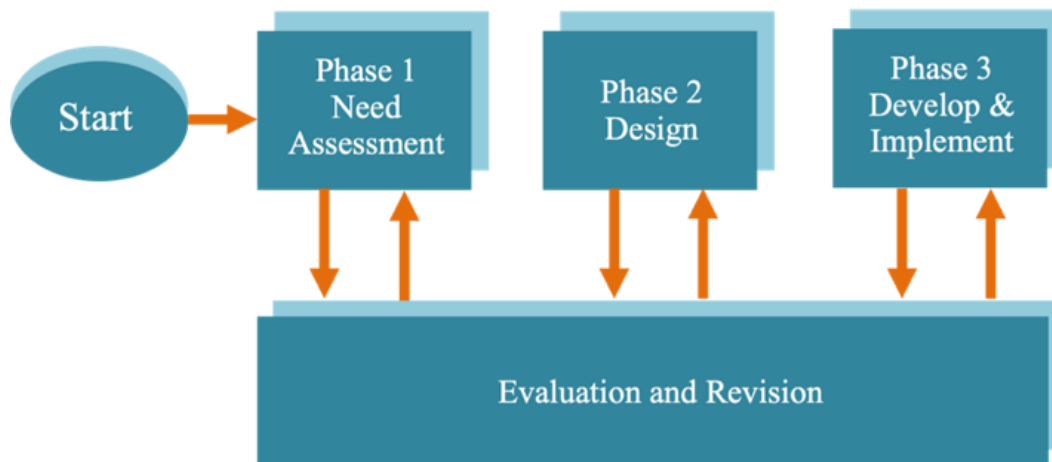 Start
Phase 1
Need
Assessment
Phase 2
Design
Phase 3
Develop &
Implement
Evaluation and Revision